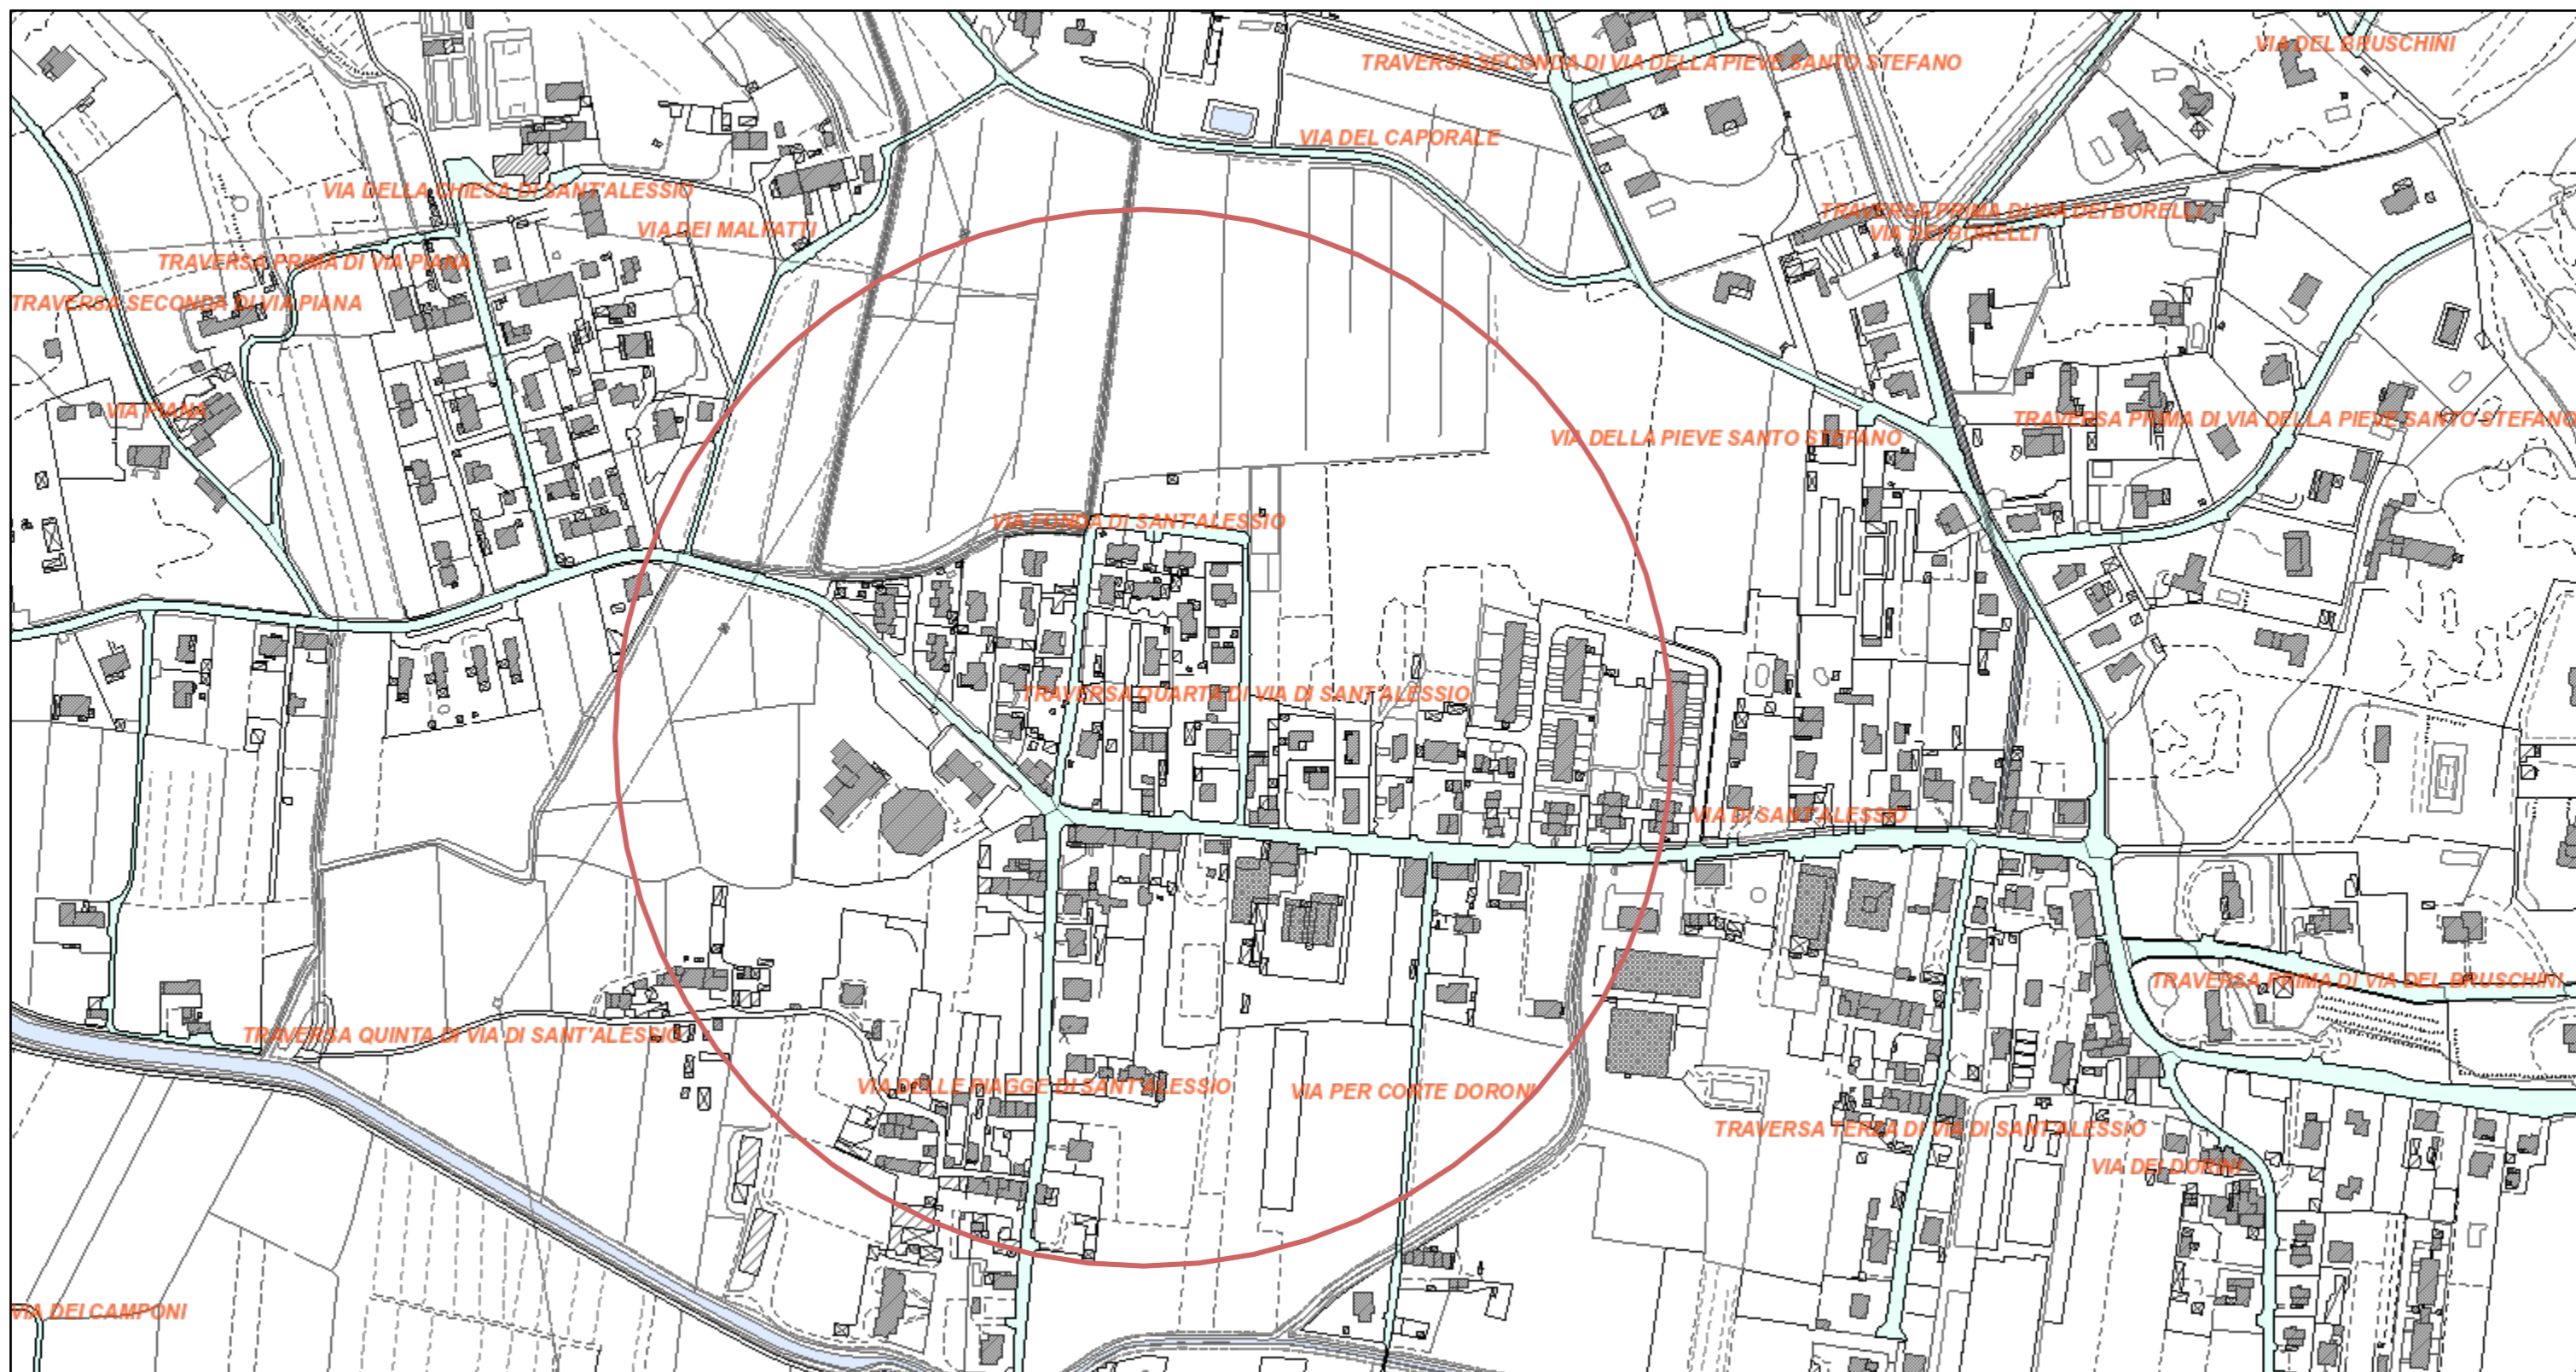 VIA DEL BRUSCHINI
TRAVERSA SECONDA DI VIA DELLA PIEVE SANTO STEFANO
VIA DEL CAPORALE
VIA DELLA CHIESA DI SANT'ALESSIO
TRAVERSA PRIMA DI VIA DEI BORELLI
VIA DEI MALFATTI
VIA DEI BORELLI
TRAVERSA PRIMA DI VIA PIANA
TRAVERSA SECONDA DI VIA PIANA
VIA PIANA
TRAVERSA PRIMA DI VIA DELLA PIEVE SANTO STEFANO
VIA DELLA PIEVE SANTO STEFANO
VIA FONDA DI SANT'ALESSIO
TRAVERSA QUARTA DI VIA DI SANT'ALESSIO
VIA DI SANT'ALESSIO
TRAVERSA PRIMA DI VIA DEL BRUSCHINI
TRAVERSA QUINTA DI VIA DI SANT'ALESSIO
VIA DELLE PIAGGE DI SANT'ALESSIO
VIA PER CORTE DORONI
TRAVERSA TERZA DI VIA DI SANT'ALESSIO
VIA DEI DORINI
VIA DEI CAMPONI